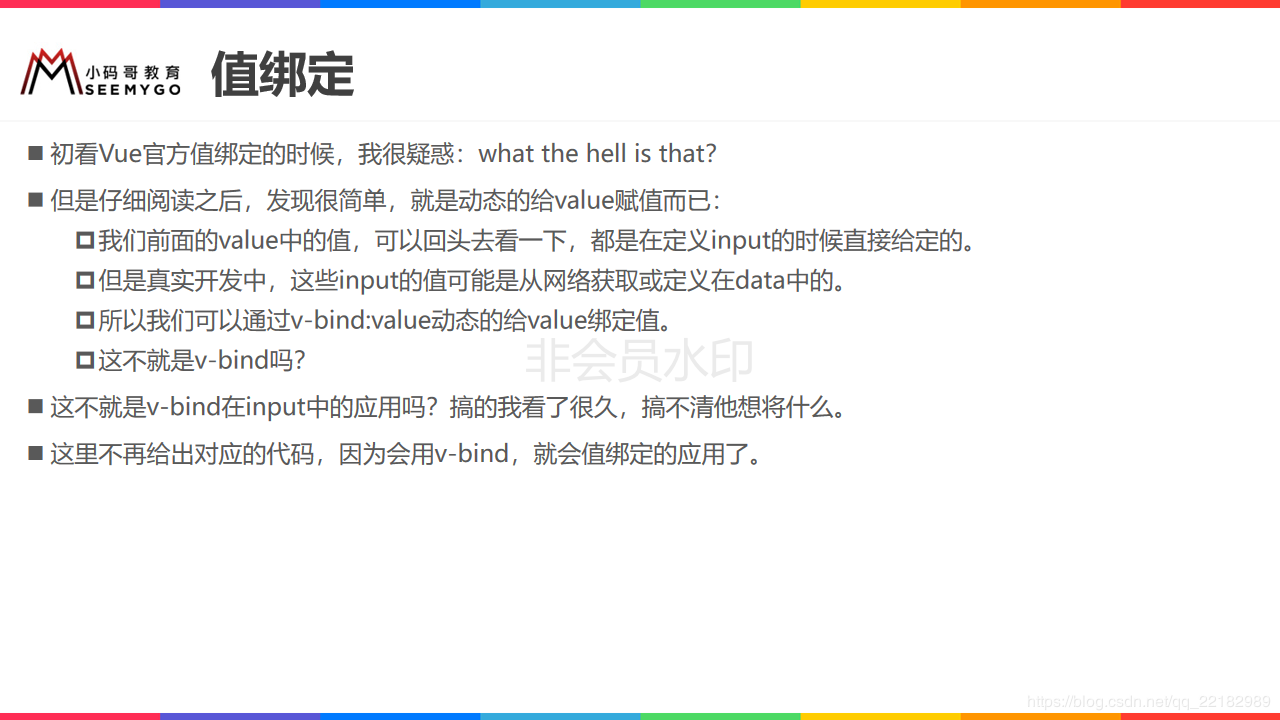 小码哥教育
SEEMYGO
值绑定
初看Vue官方值绑定的时候，我很疑惑：what the hell is that?
但是仔细阅读之后，发现很简单，就是动态的给value赋值而已：
我们前面的value中的值，可以回头去看一下，都是在定义input的时候直接给定的。
但是真实开发中，这些input的值可能是从网络获取或定义在data中的。
所以我们可以通过v-bind:value动态的给value绑定值。
这不就是v-bind吗？
非会员水印
这不就是v-bind在input中的应用吗？搞的我看了很久，搞不清他想将什么。
这里不再给出对应的代码，因为会用v-bind，就会值绑定的应用了。
https://blog.csdn.net/qq_22182989